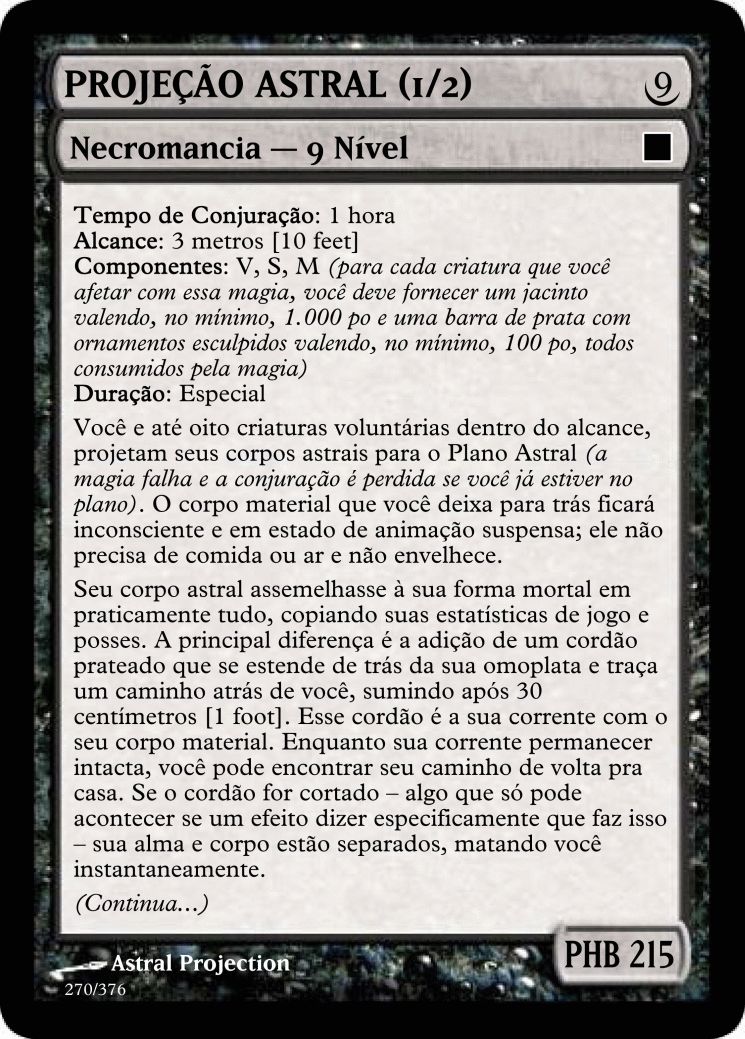 PROJEÇÃO ASTRAL (1/2)
9
Necromancia — 9 Nível
Tempo de Conjuração: 1 hora
Alcance: 3 metros [10 feet]
Componentes: V, S, M (para cada criatura que você
afetar com essa magia, você deve fornecer um jacinto
valendo, no mínimo, 1.000 po e uma barra de prata com
ornamentos esculpidos valendo, no mínimo, 100 po, todos
consumidos pela magia)
Duração: Especial
Você e até oito criaturas voluntárias dentro do alcance,
projetam seus corpos astrais para o Plano Astral (a
magia falha e a conjuração é perdida se você já estiver no
plano). O corpo material que você deixa para trás ficará
inconsciente e em estado de animação suspensa; ele não
precisa de comida ou ar e não envelhece.
Seu corpo astral assemelhasse à sua forma mortal em
praticamente tudo, copiando suas estatísticas de jogo e
posses. A principal diferença é a adição de um cordão
prateado que se estende de trás da sua omoplata e traça
um caminho atrás de você, sumindo após 30
centímetros [1 foot]. Esse cordão é a sua corrente com o
seu corpo material. Enquanto sua corrente permanecer
intacta, você pode encontrar seu caminho de volta pra
casa. Se o cordão for cortado – algo que só pode
acontecer se um efeito dizer especificamente que faz isso
– sua alma e corpo estão separados, matando você
instantaneamente.
(Continua...)
PHB 215
Astral Projection
270/376